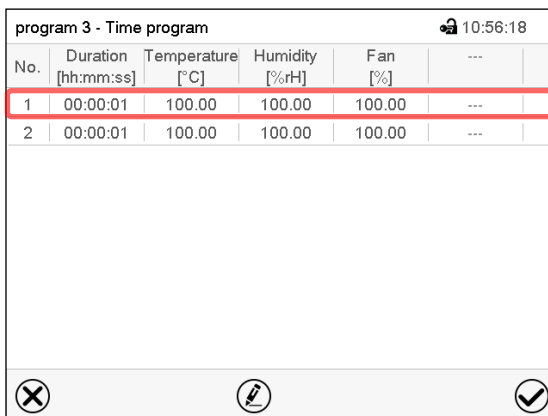 program 3 - Time program 10:56:18
No. Duration [hh:mm:ss] Temperature [°C] Humidity [%rH] Fan [%] ---
1 00:00:01 100.00 100.00 100.00 ---
2 00:00:01 100.00 100.00 100.00 ---